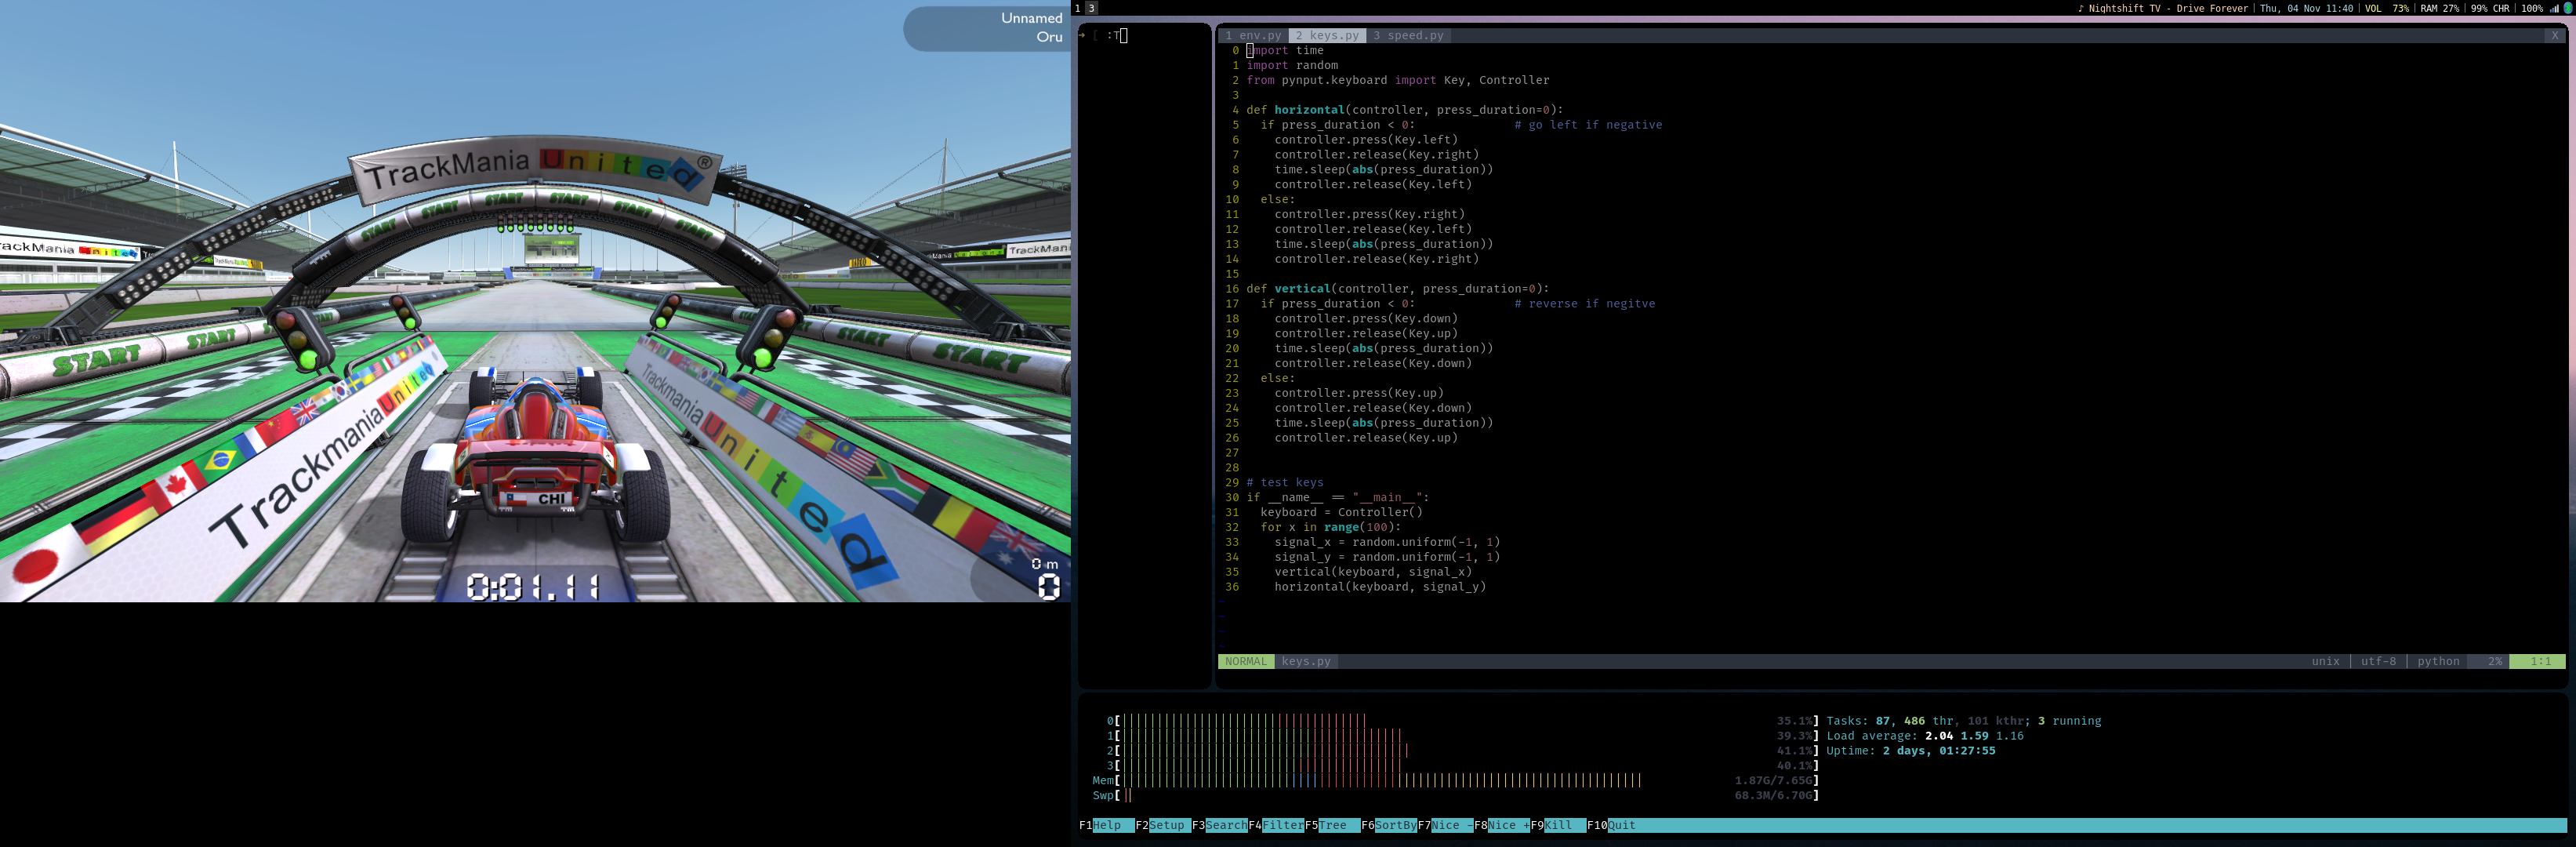 Unnamed
Oru
TrackMania United®
START START START START START START START
TrackMania United
TrackMan
START START
START START START
Trackmania United
Trackmania United
CHI
0:01.11
0 m
0
1 3
♪ Nightshift TV - Drive Forever | Thu, 04 Nov 11:40 | VOL 73% | RAM 27% | 99% CHR | 100%
→ [ :T
1 env.py 2 keys.py 3 speed.py X
0 import time
1 import random
2 from pynput.keyboard import Key, Controller
3
4 def horizontal(controller, press_duration=0):
5   if press_duration < 0:              # go left if negative
6     controller.press(Key.left)
7     controller.release(Key.right)
8     time.sleep(abs(press_duration))
9     controller.release(Key.left)
10   else:
11     controller.press(Key.right)
12     controller.release(Key.left)
13     time.sleep(abs(press_duration))
14     controller.release(Key.right)
15
16 def vertical(controller, press_duration=0):
17   if press_duration < 0:              # reverse if negitve
18     controller.press(Key.down)
19     controller.release(Key.up)
20     time.sleep(abs(press_duration))
21     controller.release(Key.down)
22   else:
23     controller.press(Key.up)
24     controller.release(Key.down)
25     time.sleep(abs(press_duration))
26     controller.release(Key.up)
27
28
29 # test keys
30 if __name__ == "__main__":
31   keyboard = Controller()
32   for x in range(100):
33     signal_x = random.uniform(-1, 1)
34     signal_y = random.uniform(-1, 1)
35     vertical(keyboard, signal_x)
36     horizontal(keyboard, signal_y)
~
~
~
NORMAL keys.py unix | utf-8 | python 2% 1:1
0[ 35.1%] Tasks: 87, 486 thr, 101 kthr; 3 running
1[ 39.3%] Load average: 2.04 1.59 1.16
2[ 41.1%] Uptime: 2 days, 01:27:55
3[ 40.1%]
Mem[ 1.87G/7.65G]
Swp[ 68.3M/6.70G]
F1Help F2Setup F3SearchF4FilterF5Tree F6SortByF7Nice -F8Nice +F9Kill F10Quit